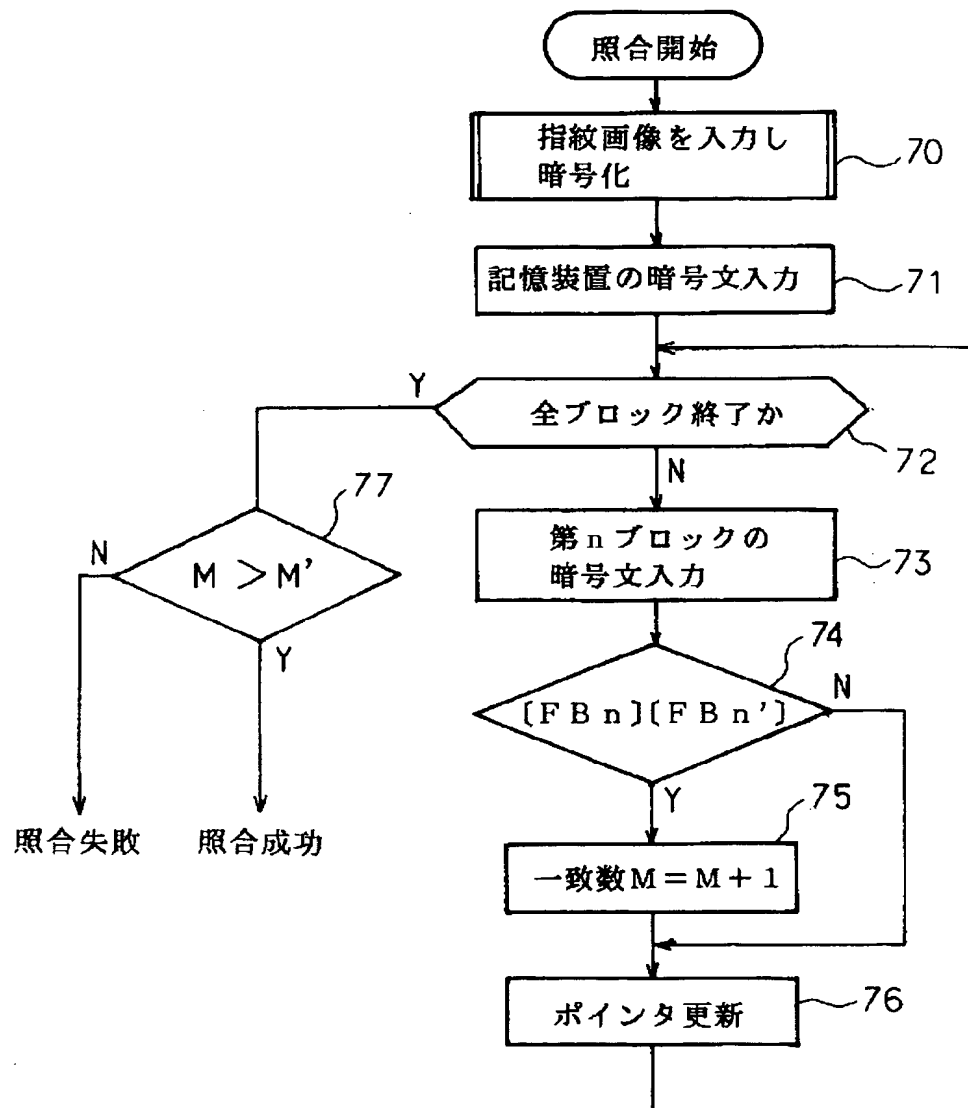 照合開始
指紋画像を入力し
暗号化
70
記憶装置の暗号文入力
71
Y
全ブロック終了か
72
N
77
N
M > M'
Y
第nブロックの
暗号文入力
73
74
[FBn][FBn']
N
Y
75
一致数M=M+1
照合失敗
照合成功
ポインタ更新
76